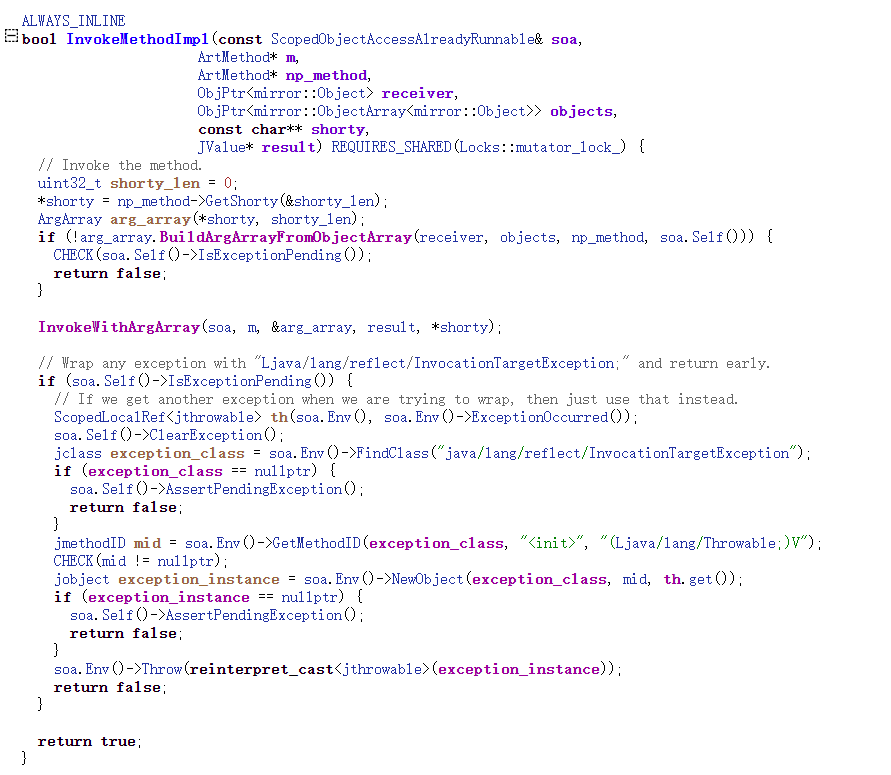 ALWAYS_INLINE
bool InvokeMethodImpl(const ScopedObjectAccessAlreadyRunnable& soa,
                      ArtMethod* m,
                      ArtMethod* np_method,
                      ObjPtr<mirror::Object> receiver,
                      ObjPtr<mirror::ObjectArray<mirror::Object>> objects,
                      const char** shorty,
                      JValue* result) REQUIRES_SHARED(Locks::mutator_lock_) {
  // Invoke the method.
  uint32_t shorty_len = 0;
  *shorty = np_method->GetShorty(&shorty_len);
  ArgArray arg_array(*shorty, shorty_len);
  if (!arg_array.BuildArgArrayFromObjectArray(receiver, objects, np_method, soa.Self())) {
    CHECK(soa.Self()->IsExceptionPending());
    return false;
  }

  InvokeWithArgArray(soa, m, &arg_array, result, *shorty);

  // Wrap any exception with "Ljava/lang/reflect/InvocationTargetException;" and return early.
  if (soa.Self()->IsExceptionPending()) {
    // If we get another exception when we are trying to wrap, then just use that instead.
    ScopedLocalRef<jthrowable> th(soa.Env(), soa.Env()->ExceptionOccurred());
    soa.Self()->ClearException();
    jclass exception_class = soa.Env()->FindClass("java/lang/reflect/InvocationTargetException");
    if (exception_class == nullptr) {
      soa.Self()->AssertPendingException();
      return false;
    }
    jmethodID mid = soa.Env()->GetMethodID(exception_class, "<init>", "(Ljava/lang/Throwable;)V");
    CHECK(mid != nullptr);
    jobject exception_instance = soa.Env()->NewObject(exception_class, mid, th.get());
    if (exception_instance == nullptr) {
      soa.Self()->AssertPendingException();
      return false;
    }
    soa.Env()->Throw(reinterpret_cast<jthrowable>(exception_instance));
    return false;
  }

  return true;
}